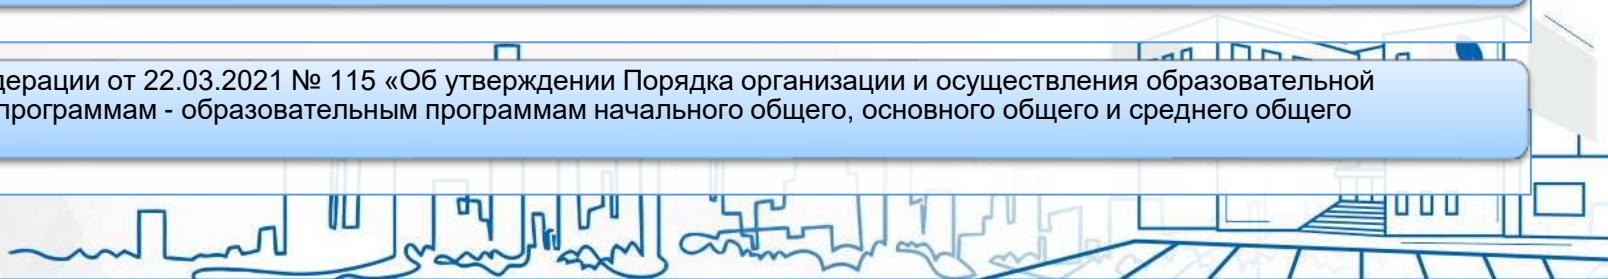 дерации от 22.03.2021 № 115 «Об утверждении Порядка организации и осуществления образовательной
программам - образовательным программам начального общего, основного общего и среднего общего